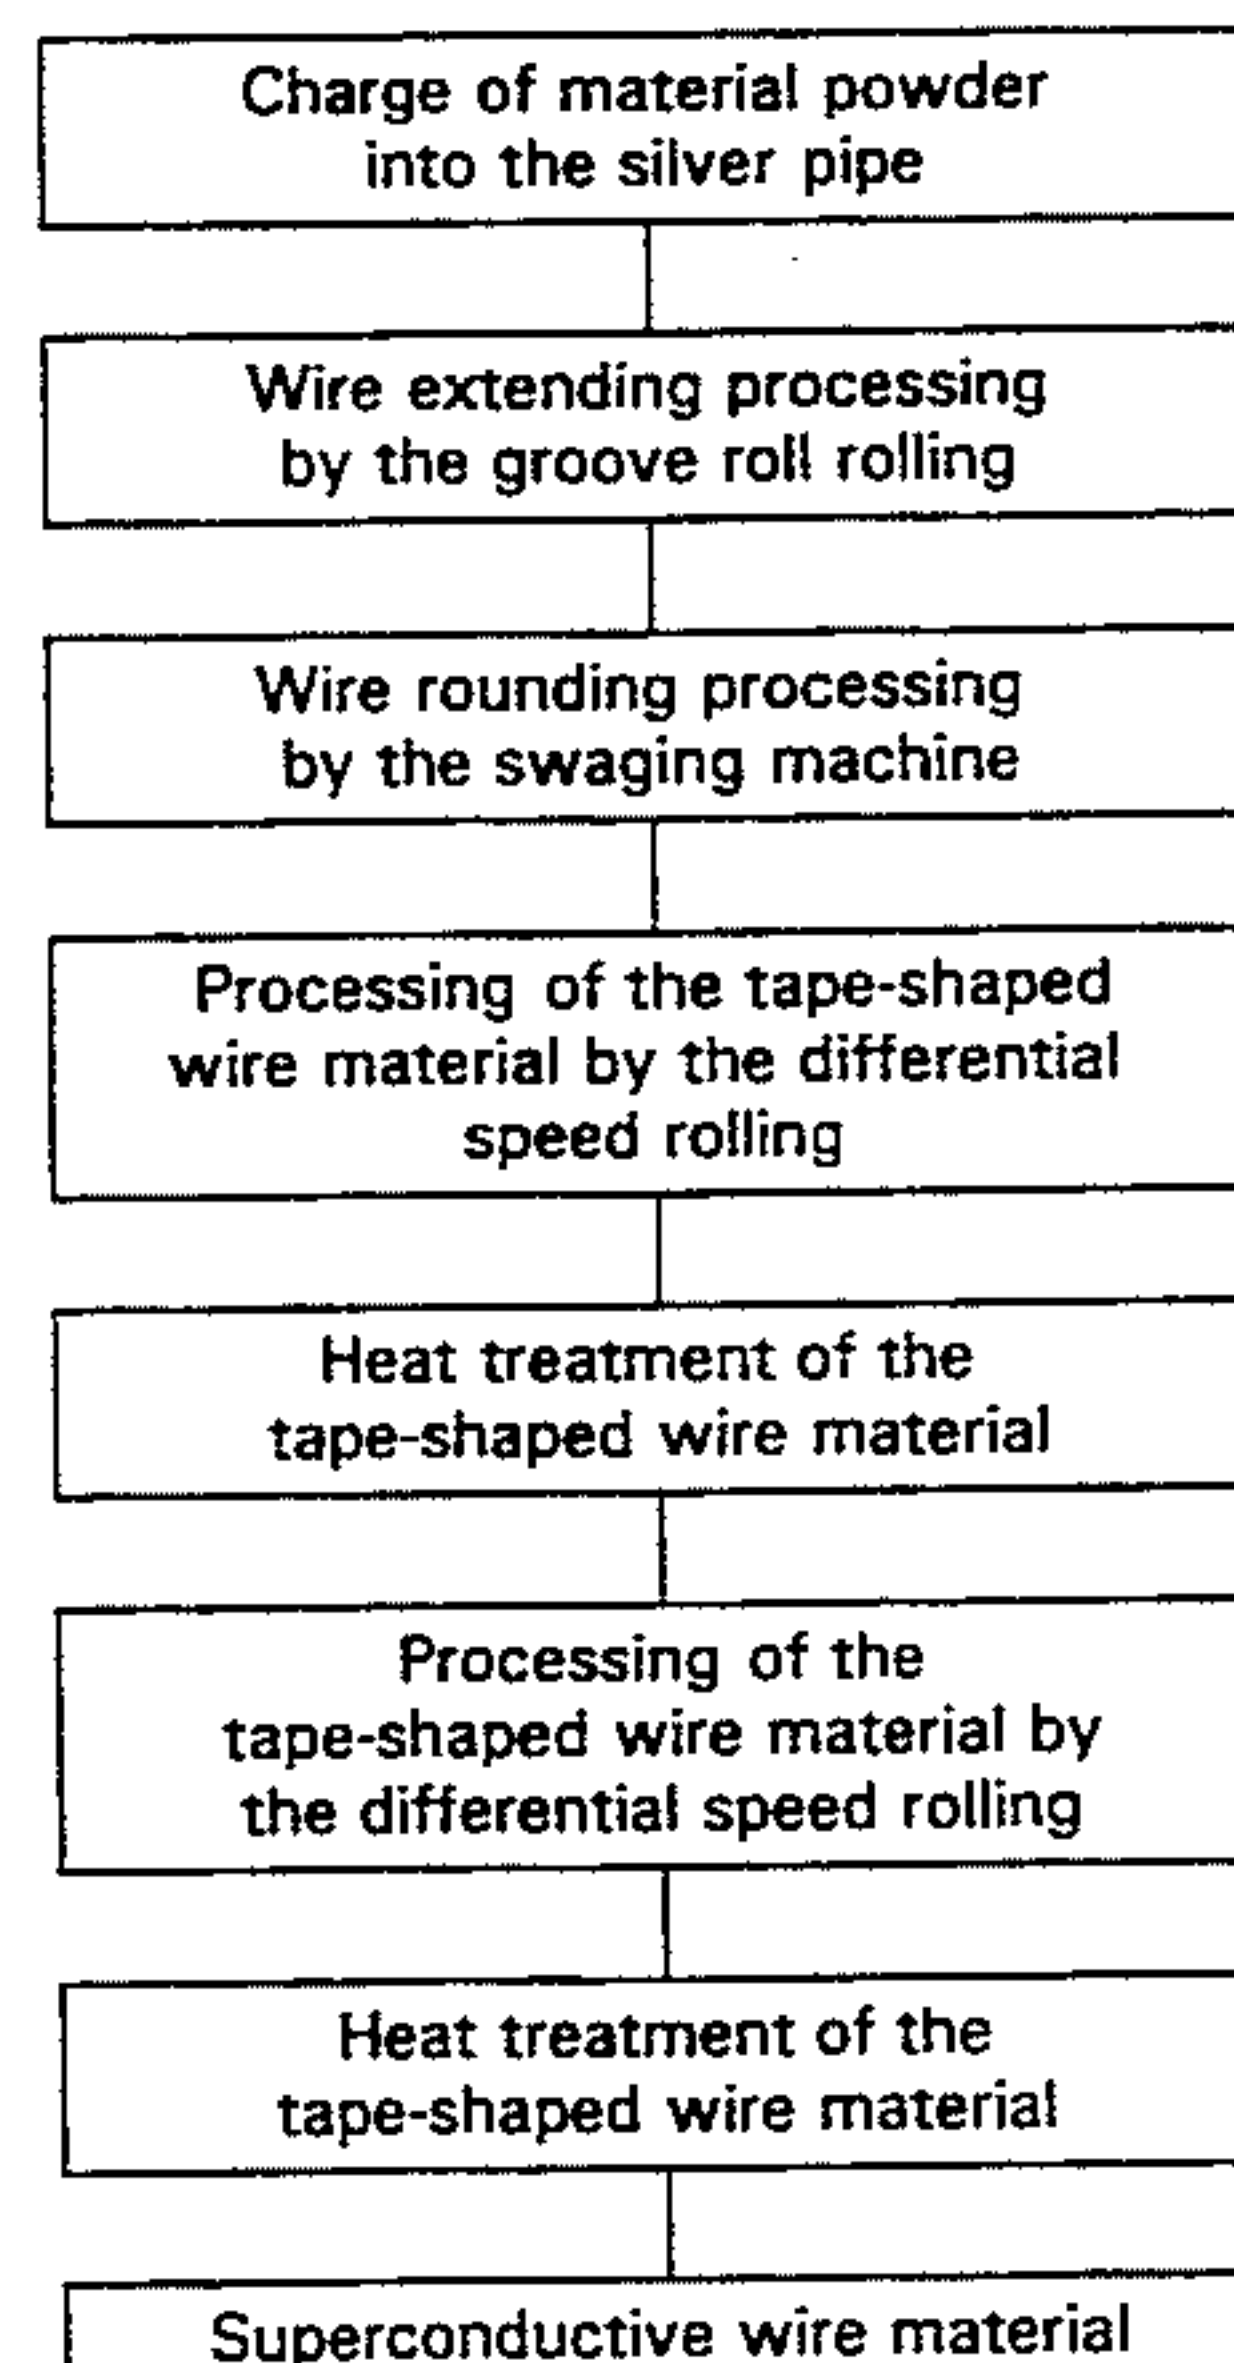 Charge of material powder
into the silver pipe
Wire extending processing
by the groove roll rolling
Wire rounding processing
by the swaging machine
Processing of the tape-shaped
wire material by the differential
speed rolling
Heat treatment of the
tape-shaped wire material
Processing of the
tape-shaped wire material by
the differential speed rolling
Heat treatment of the
tape-shaped wire material
Superconductive wire material